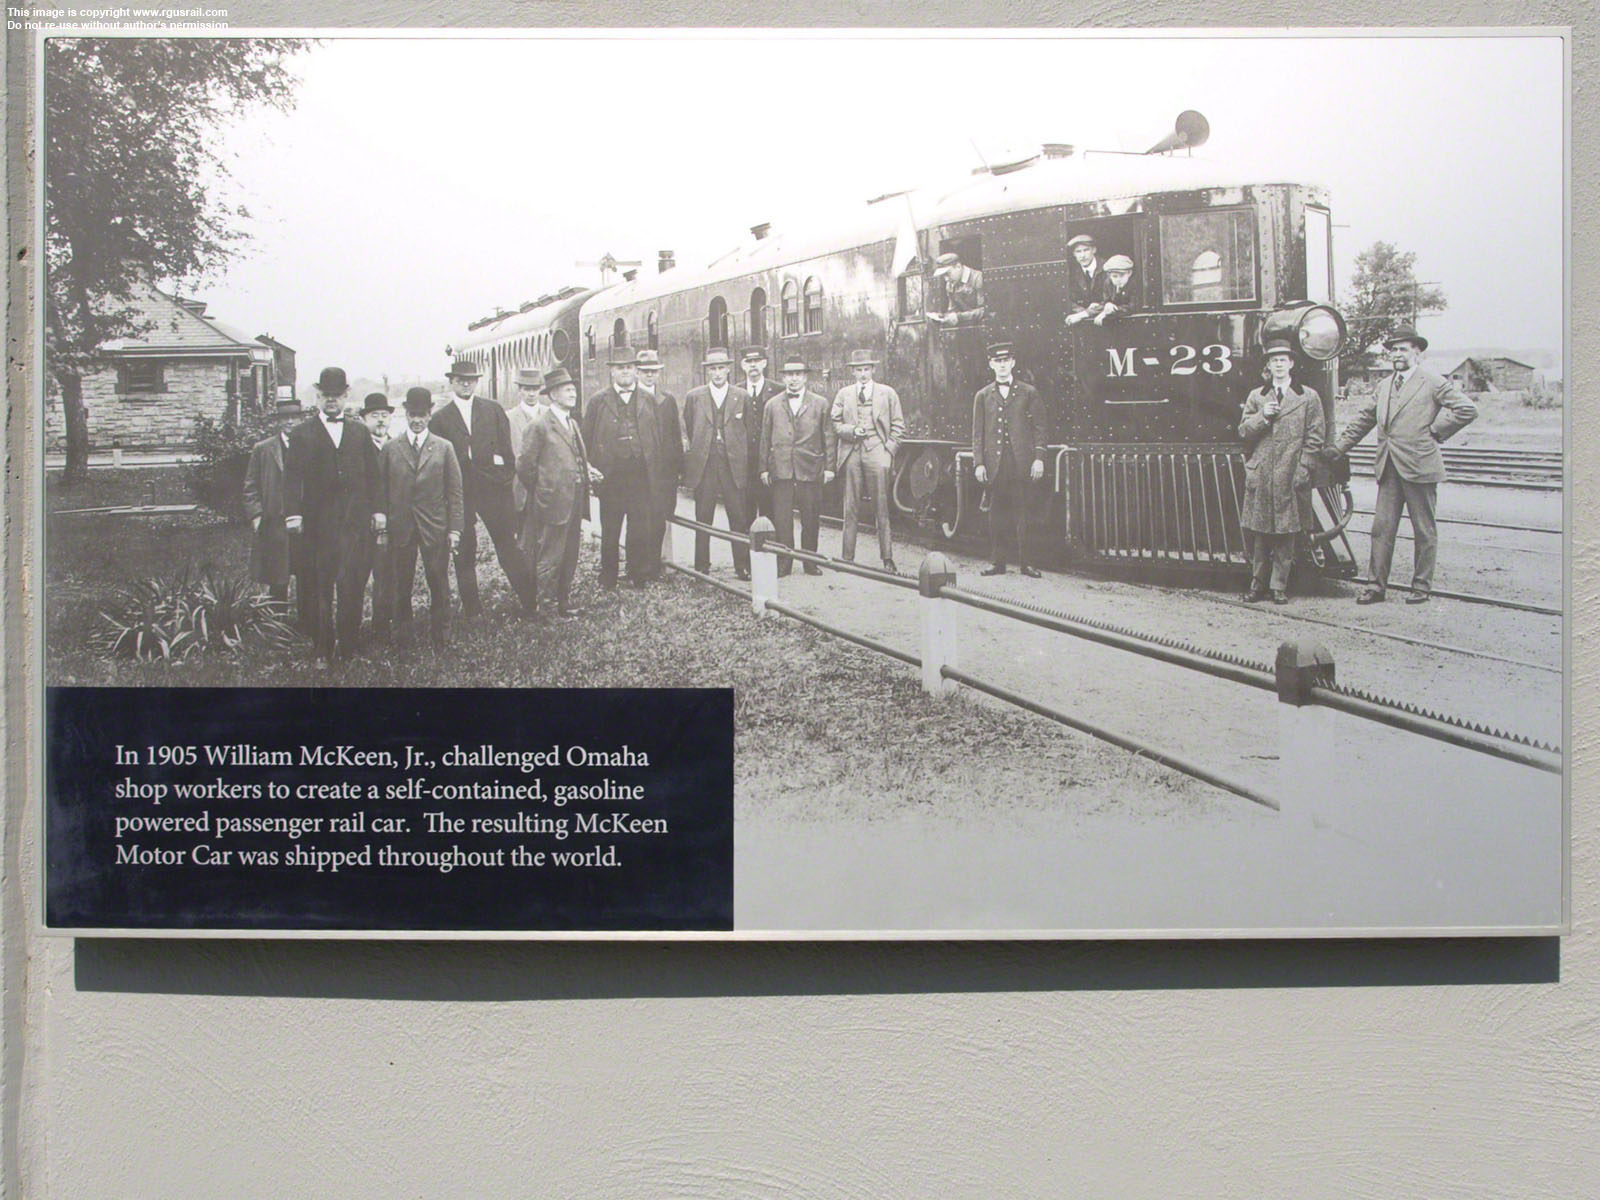 This image is copyright www.rgusrail.com
Do not re-use without author's permission
M-23
POST OFFICE
In 1905 William McKeen, Jr., challenged Omaha
shop workers to create a self-contained, gasoline
powered passenger rail car. The resulting McKeen
Motor Car was shipped throughout the world.